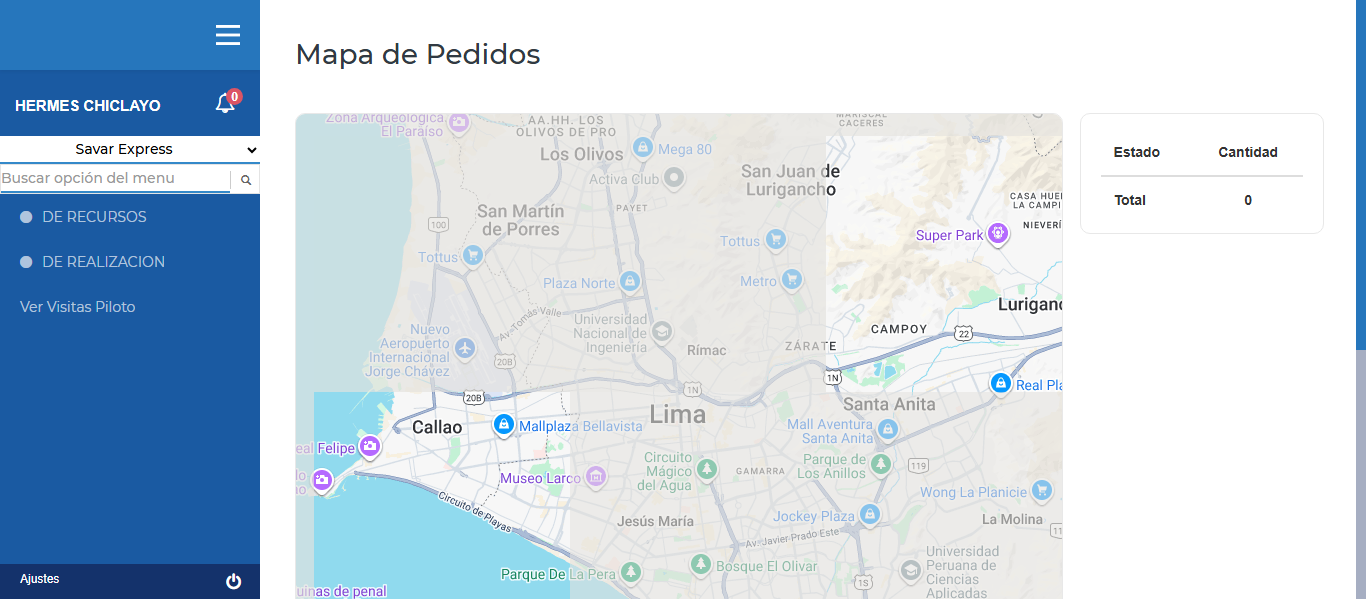 HERMES CHICLAYO
0
Savar Express
Buscar opción del menu
DE RECURSOS
DE REALIZACION
Ver Visitas Piloto
Ajustes
Mapa de Pedidos
Zona Arqueológica
El Paraíso
AA.HH. LOS
OLIVOS DE PRO
MARISCAL
CACERES
Los Olivos
Mega 80
Activa Club
San Juan de
Lurigancho
PAYET
CASA HUE
LA CAMPI
San Martín
de Porres
100
NIEVERÍ
Super Park
Tottus
Tottus
Plaza Norte
Metro
Lurigand
Av. Tomás Valle
Universidad
Nacional de
Ingeniería
Nuevo
Aeropuerto
Internacional
Jorge Chávez
CAMPOY
22
ZÁRATE
Rímac
20B
1N
1N
Real Pla
20B
Santa Anita
Lima
Callao
Mallplaza Bellavista
Mall Aventura
Santa Anita
eal Felipe
Circuito
Mágico
del Agua
GAMARRA
Parque de
Los Anillos
119
Museo Larco
Wong La Planicie
Circuito de Playas
Jesús María
Jockey Plaza
La Molina
Av. Javier Prado Este
11
Parque De La Pera
Bosque El Olivar
Universidad
Peruana de
Ciencias
Aplicadas
1S
uinas de penal
Estado Cantidad
Total 0